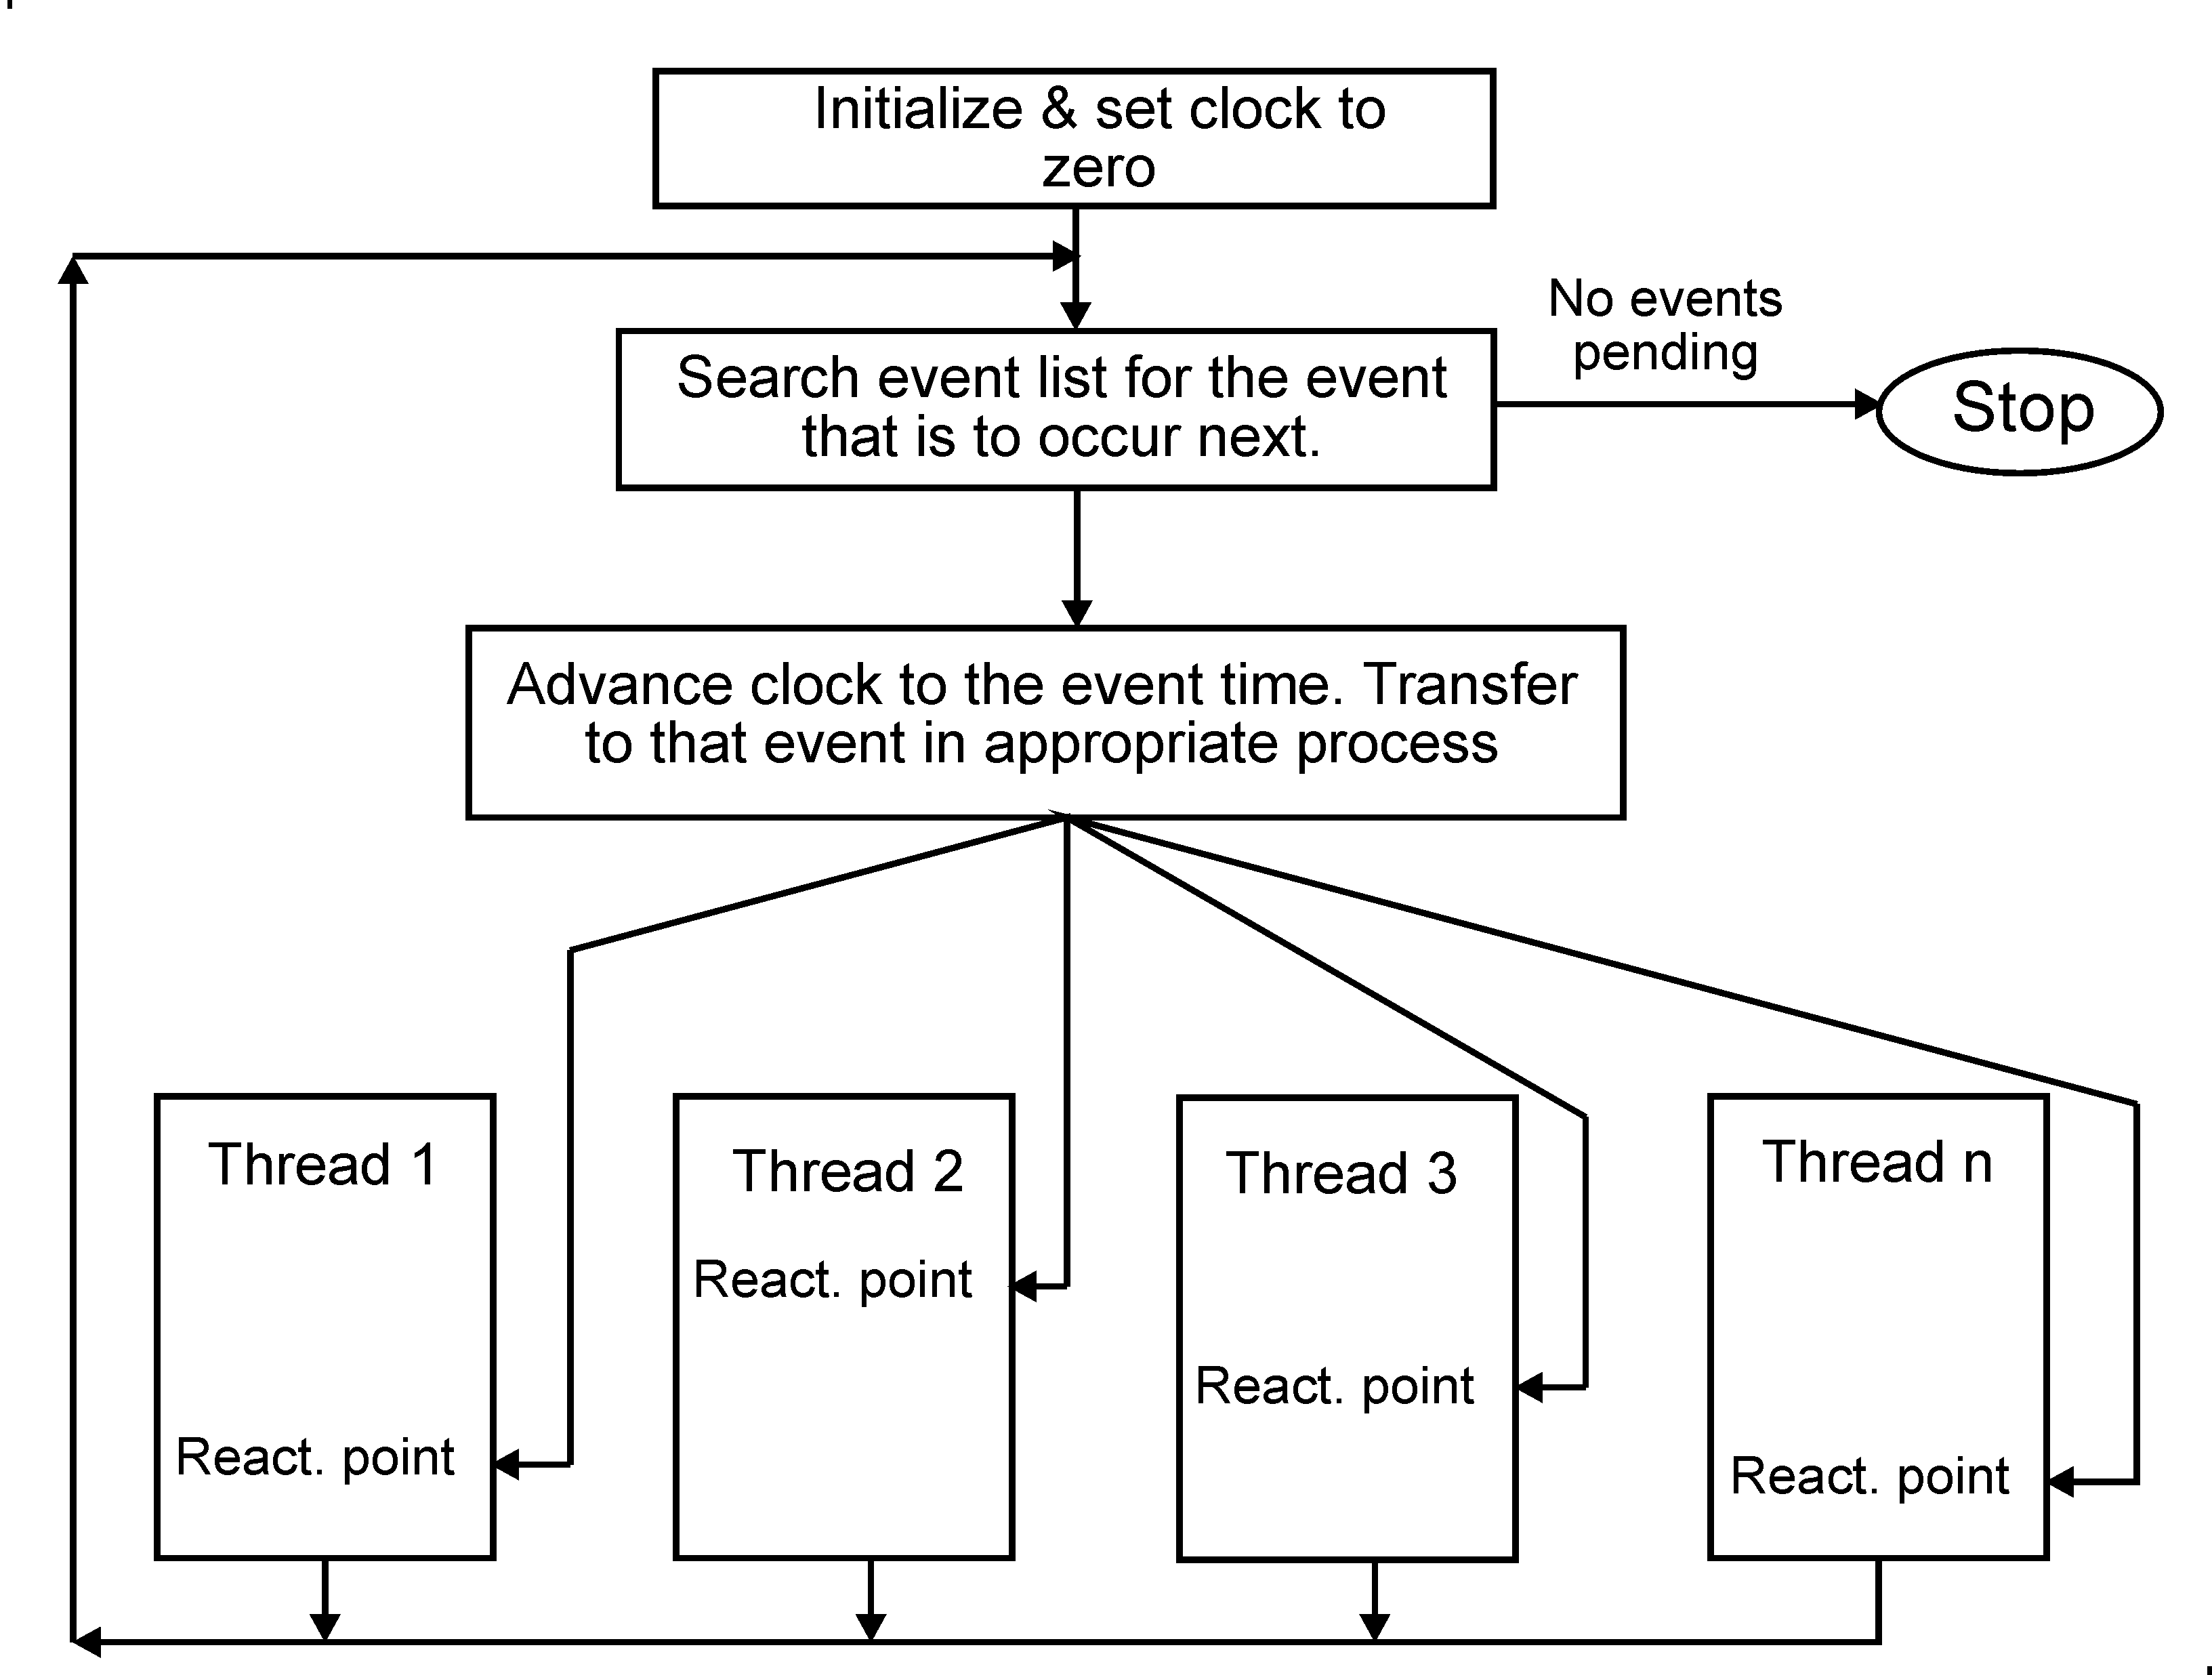 Initialize & set clock to
zero
No events
pending
Search event list for the event
that is to occur next.
Stop
Advance clock to the event time. Transfer
to that event in appropriate process
Thread 1
Thread 2
Thread 3
Thread n
React. point
React. point
React. point
React. point